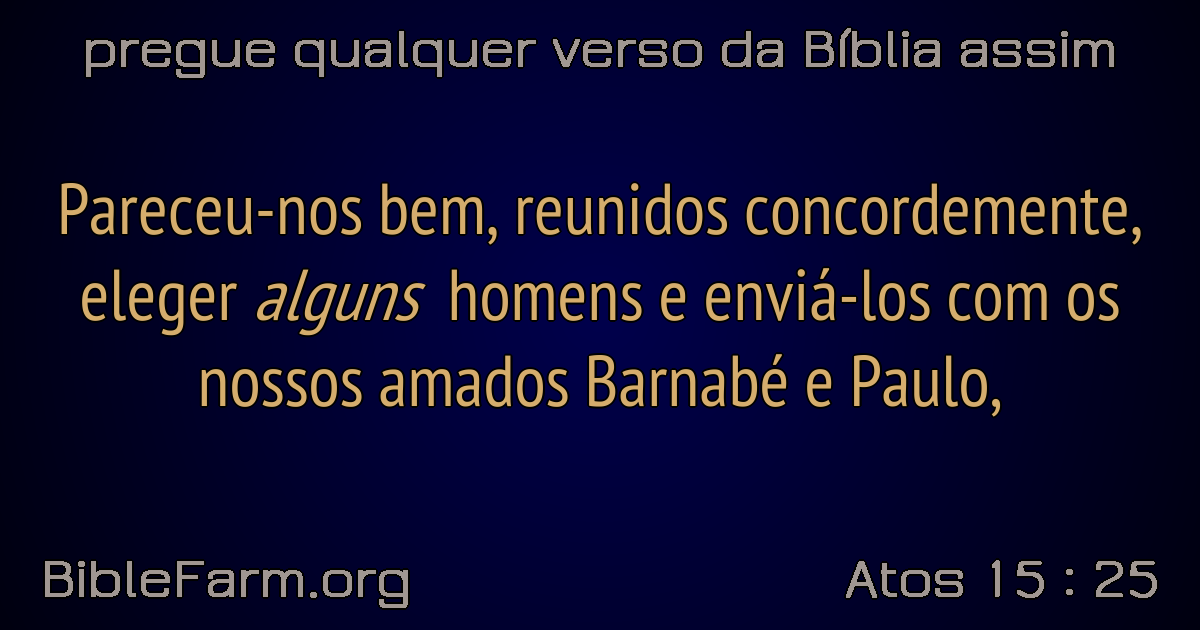 pregue qualquer verso da Bíblia assim
Pareceu-nos bem, reunidos concordemente,
eleger alguns homens e enviá-los com os
nossos amados Barnabé e Paulo,
BibleFarm.org
Atos 15 : 25